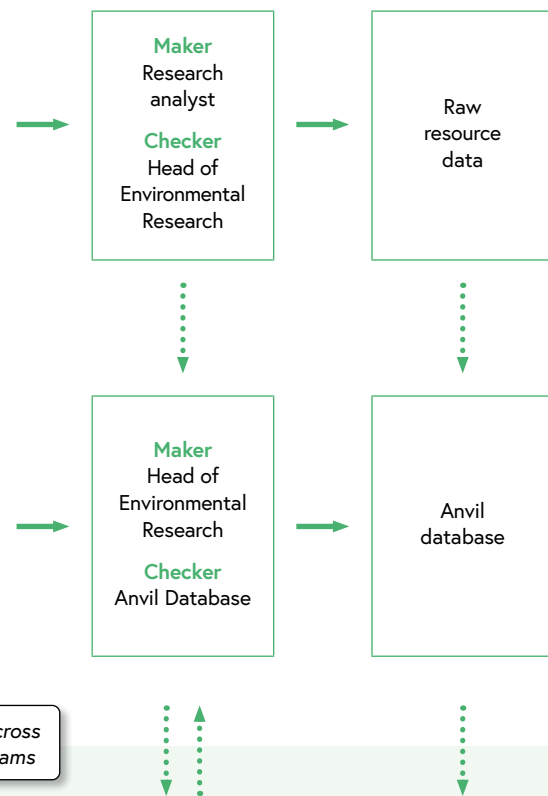 Maker
Research
analyst
Checker
Head of
Environmental
Research
Raw
resource
data
Maker
Head of
Environmental
Research
Checker
Anvil Database
Anvil
database